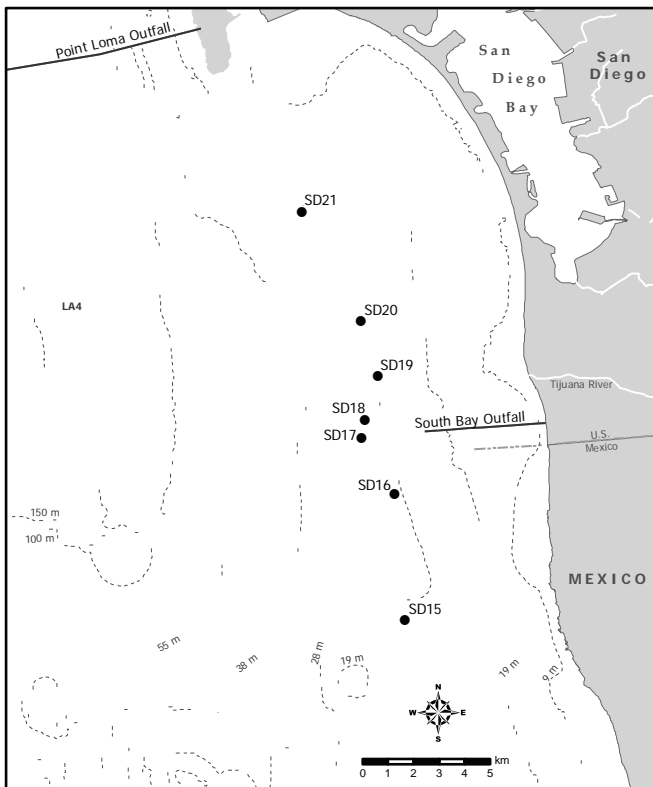 Point Loma Outfall
San
Diego
Bay
San
Diego
SD21
LA4
SD20
SD19
Tijuana River
SD18
South Bay Outfall
SD17
U.S.
Mexico
SD16
150 m
100 m
MEXICO
SD15
55 m
38 m
28 m
19 m
19 m
9 m
N
W E
S
km
0 1 2 3 4 5